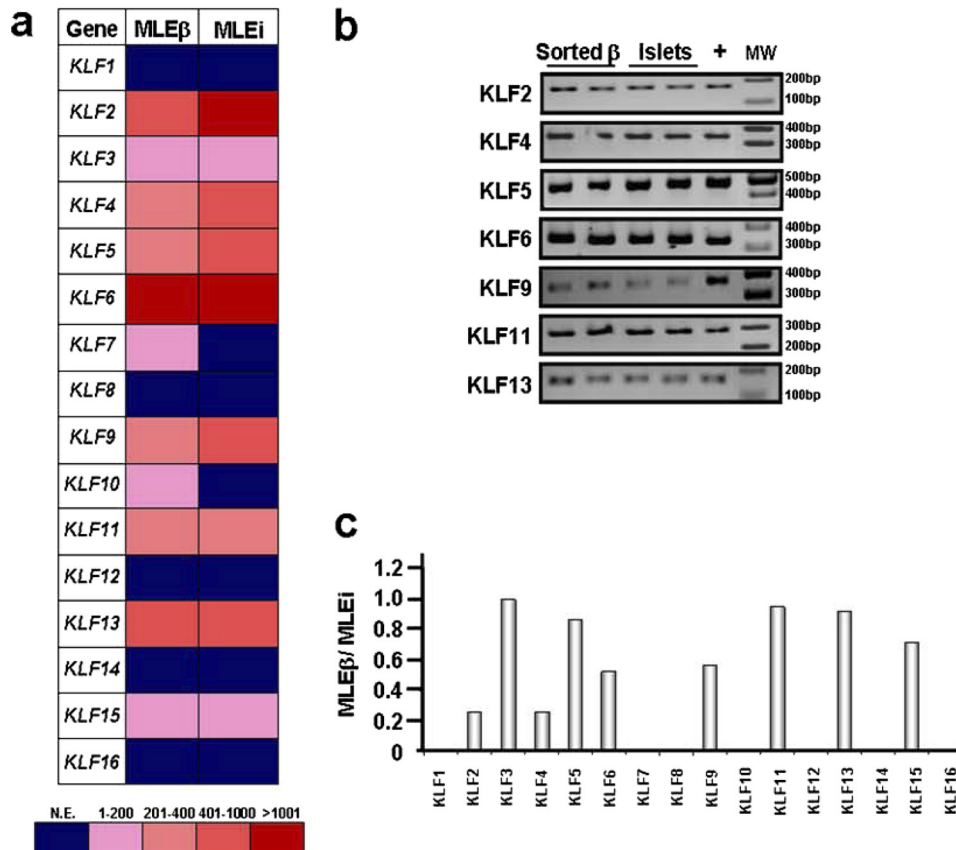 a
Gene MLEβ MLEi
KLF1
KLF2
KLF3
KLF4
KLF5
KLF6
KLF7
KLF8
KLF9
KLF10
KLF11
KLF12
KLF13
KLF14
KLF15
KLF16
N.E. 1-200 201-400 401-1000 >1001
b
Sorted β Islets + MW
KLF2 200bp
100bp
KLF4 400bp
300bp
KLF5 500bp
400bp
KLF6 400bp
300bp
KLF9 400bp
300bp
KLF11 300bp
200bp
KLF13 200bp
100bp
c
MLEβ/ MLEi
1.2
1.0
0.8
0.6
0.4
0.2
0
KLF1
KLF2
KLF3
KLF4
KLF5
KLF6
KLF7
KLF8
KLF9
KLF10
KLF11
KLF12
KLF13
KLF14
KLF15
KLF16